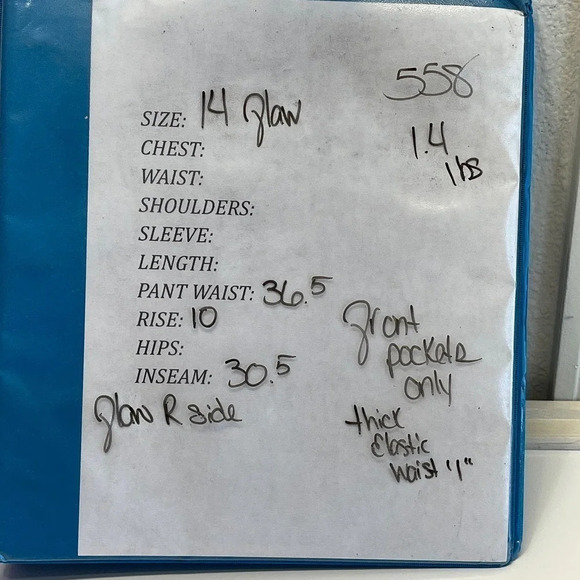 558
SIZE: 14 flaw
1.4
lbs
CHEST:
WAIST:
SHOULDERS:
SLEEVE:
LENGTH:
PANT WAIST: 36.5
RISE: 10
HIPS:
INSEAM: 30.5
flaw R side
front
pockets
only
thick
Elastic
waist "1"